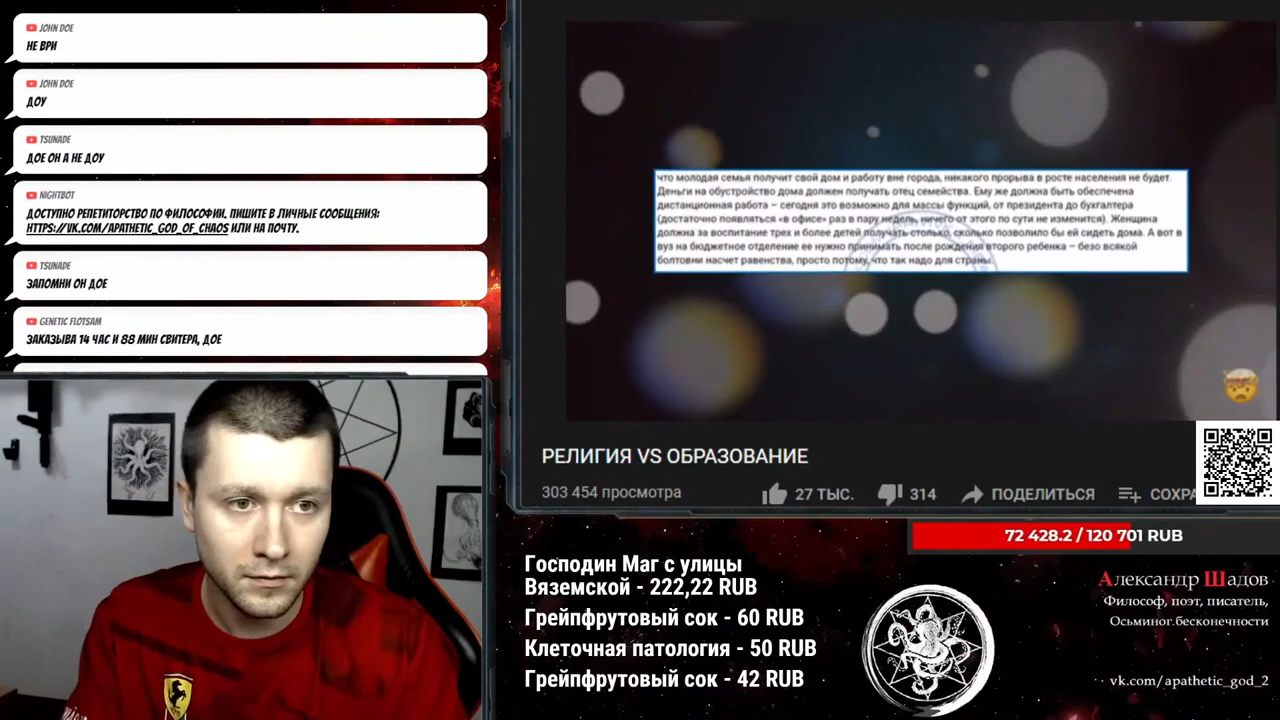 JOHN DOE
НЕ ВРИ
JOHN DOE
ДОУ
TSUNADE
ДОЕ ОН А НЕ ДОУ
NIGHTBOT
ДОСТУПНО РЕПЕТИТОРСТВО ПО ФИЛОСОФИИ. ПИШИТЕ В ЛИЧНЫЕ СООБЩЕНИЯ:
HTTPS://VK.COM/APATHETIC_GOD_OF_CHAOS ИЛИ НА ПОЧТУ.
TSUNADE
ЗАПОМНИ ОН ДОЕ
GENETIC FLOTSAM
ЗАКАЗЫВА 14 ЧАС И 88 МИН СВИТЕРА, ДОЕ
что молодая семья получит свой дом и работу вне города, никакого прорыва в росте населения не будет.
Деньги на обустройство дома должен получать отец семейства. Ему же должна быть обеспечена
дистанционная работа – сегодня это возможно для массы функций, от президента до бухгалтера
(достаточно появляться «в офисе» раз в пару недель, ничего от этого по сути не изменится). Женщина
должна за воспитание трех и более детей получать столько, сколько позволило бы ей сидеть дома. А вот в
вуз на бюджетное отделение ее нужно принимать после рождения второго ребенка – безо всякой
болтовни насчет равенства, просто потому, что так надо для страны.
РЕЛИГИЯ VS ОБРАЗОВАНИЕ
303 454 просмотра
27 ТЫС.
314
ПОДЕЛИТЬСЯ
СОХРА
72 428.2 / 120 701 RUB
Господин Маг с улицы
Вяземской - 222,22 RUB
Грейпфрутовый сок - 60 RUB
Клеточная патология - 50 RUB
Грейпфрутовый сок - 42 RUB
Александр Шадов
Философ, поэт, писатель,
Осьминог бесконечности
vk.com/apathetic_god_2